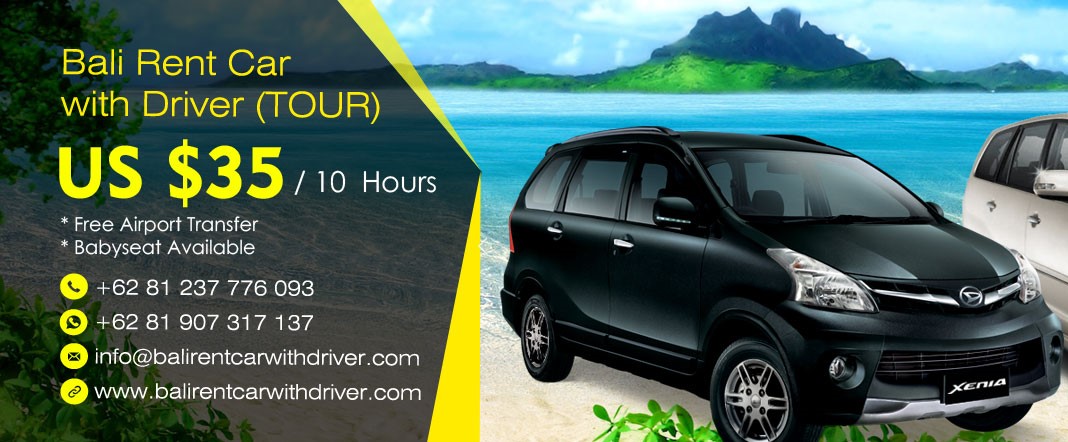 Bali Rent Car
with Driver (TOUR)
US $35 / 10 Hours
* Free Airport Transfer
* Babyseat Available
+62 81 237 776 093
+62 81 907 317 137
info@balirentcarwithdriver.com
www.balirentcarwithdriver.com
XENIA